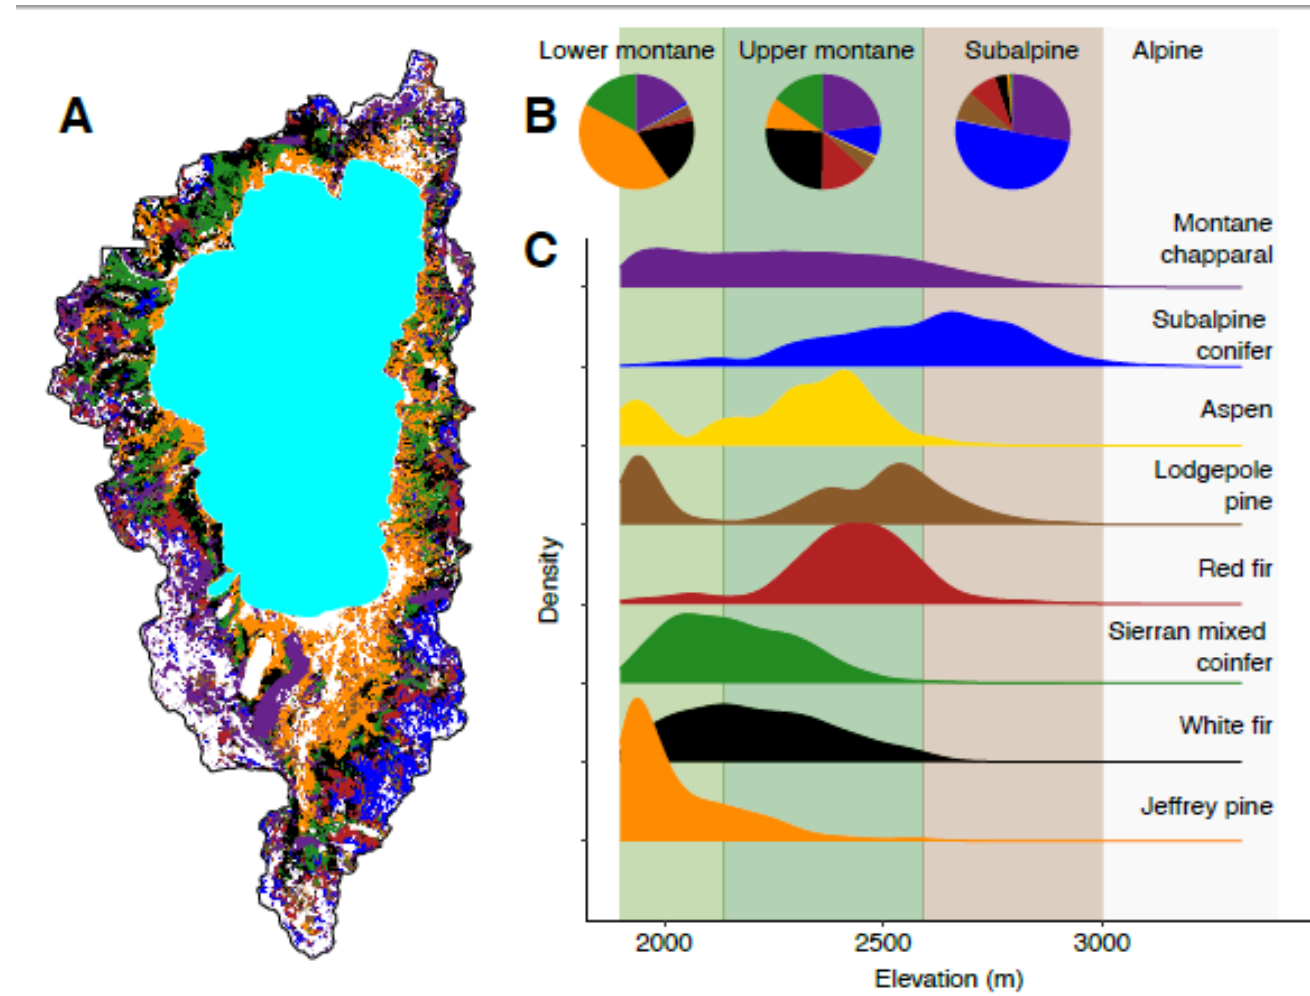 A
B
Lower montane
Upper montane
Subalpine
Alpine
C
Montane
chapparal
Subalpine
conifer
Aspen
Lodgepole
pine
Red fir
Sierran mixed
coinfer
White fir
Jeffrey pine
Density
2000
2500
3000
Elevation (m)